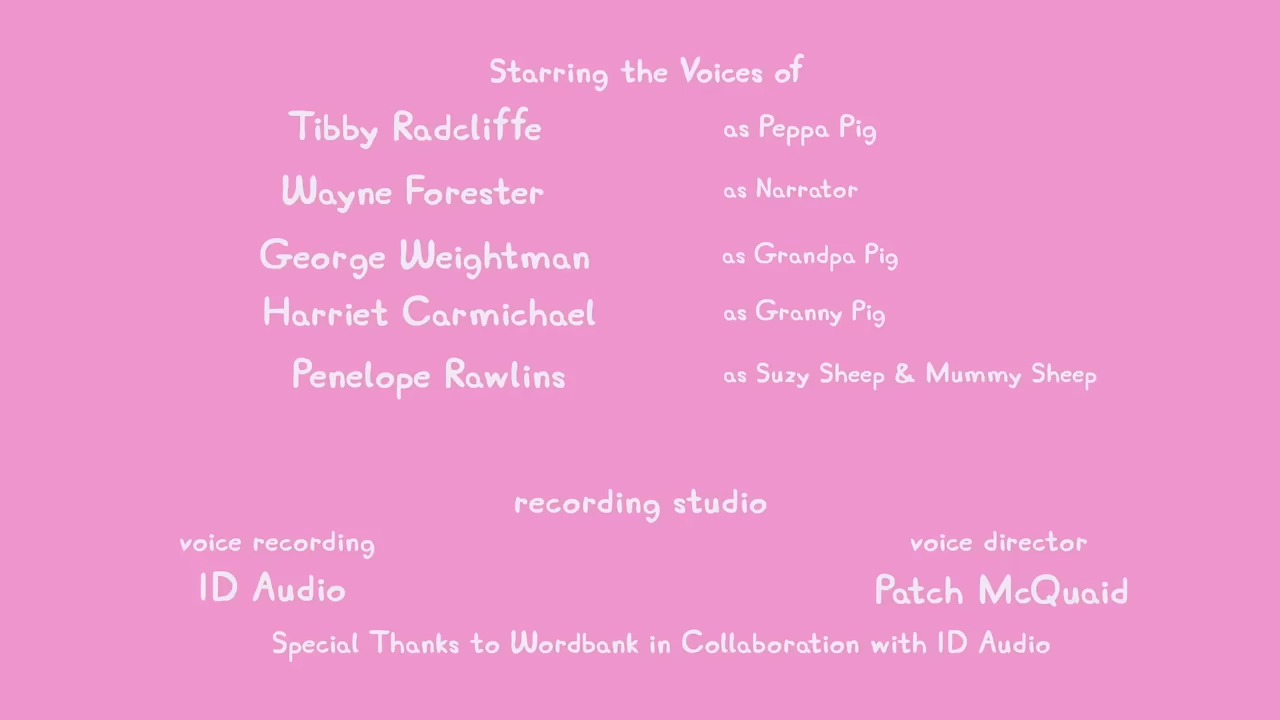 Starring the Voices of
Tibby Radcliffe as Peppa Pig
Wayne Forester as Narrator
George Weightman as Grandpa Pig
Harriet Carmichael as Granny Pig
Penelope Rawlins as Suzy Sheep & Mummy Sheep
recording studio
voice recording voice director
ID Audio Patch McQuaid
Special Thanks to Wordbank in Collaboration with ID Audio